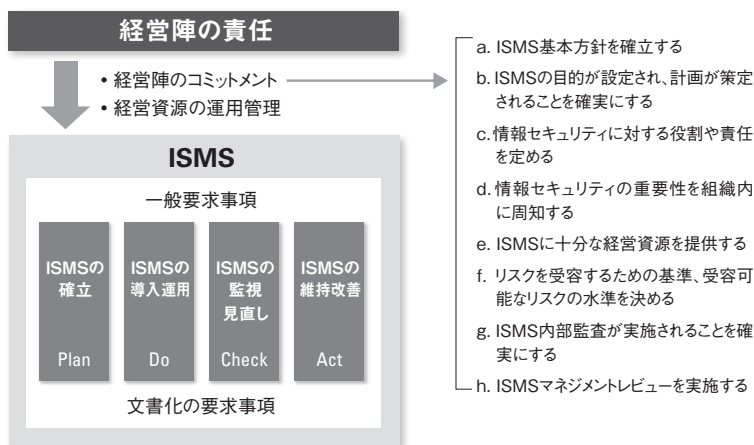 経営陣の責任
• 経営陣のコミットメント
• 経営資源の運用管理
ISMS
一般要求事項
ISMSの
確立
Plan
ISMSの
導入運用
Do
ISMSの
監視
見直し
Check
ISMSの
維持改善
Act
文書化の要求事項
a. ISMS基本方針を確立する
b. ISMSの目的が設定され、計画が策定
されることを確実にする
c. 情報セキュリティに対する役割や責任
を定める
d. 情報セキュリティの重要性を組織内
に周知する
e. ISMSに十分な経営資源を提供する
f. リスクを受容するための基準、受容可
能なリスクの水準を決める
g. ISMS内部監査が実施されることを確
実にする
h. ISMSマネジメントレビューを実施する